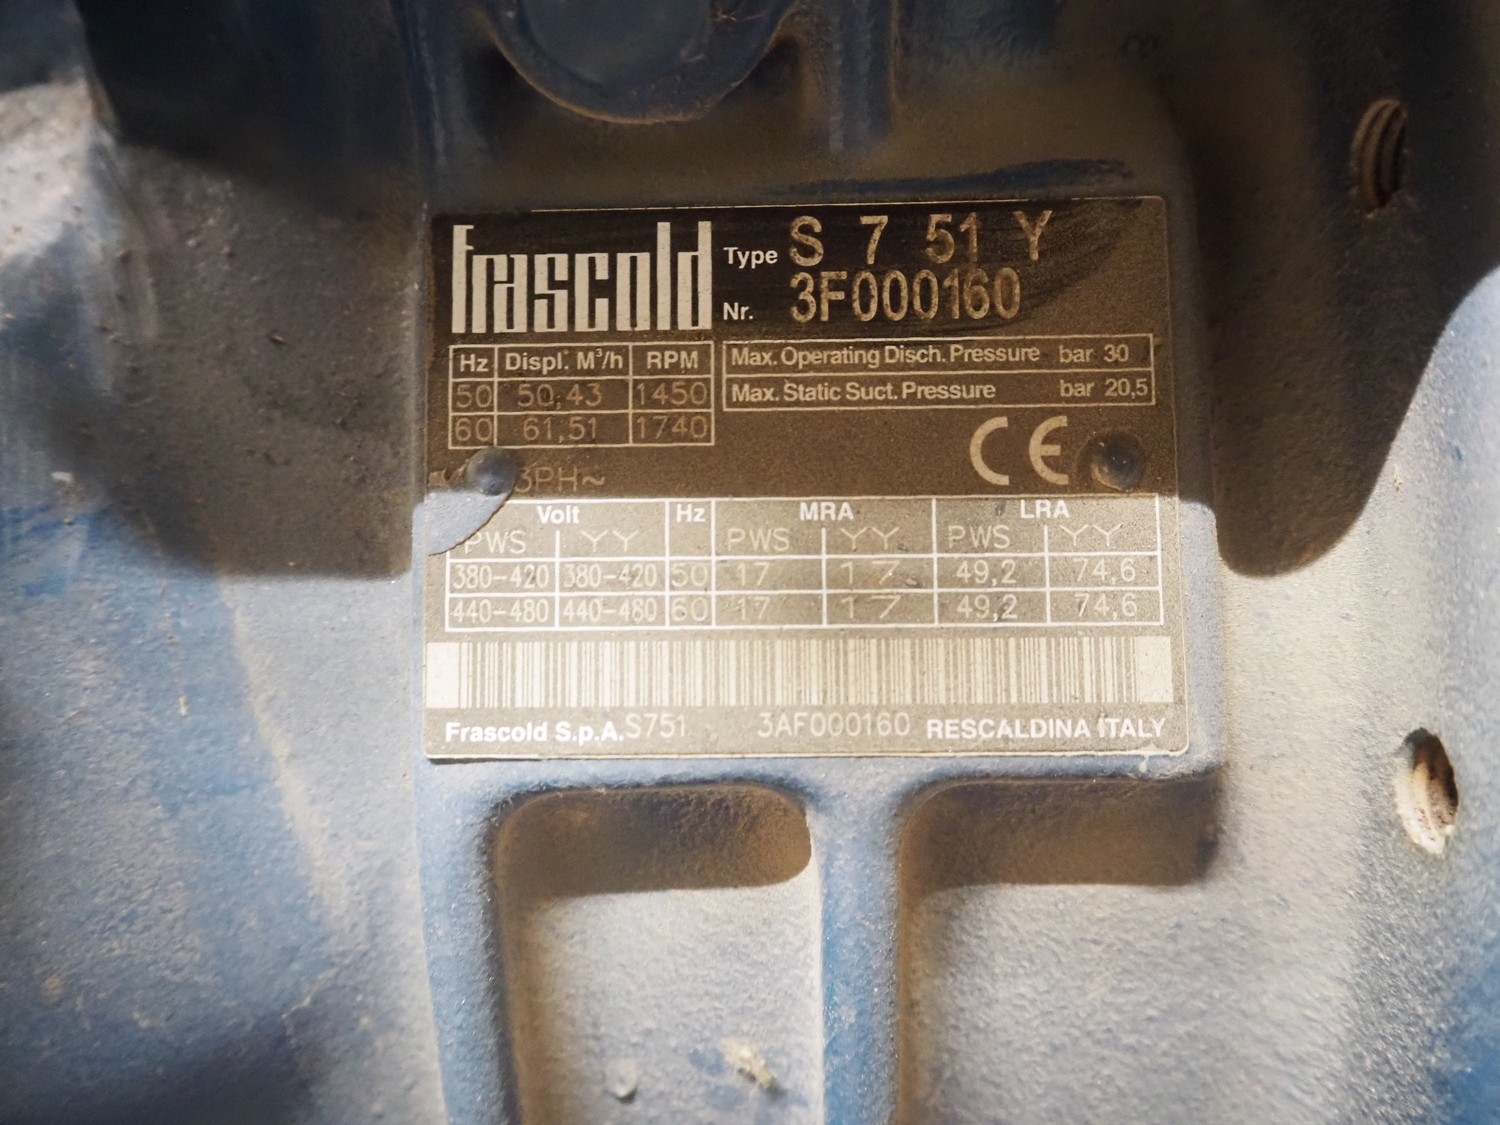 frascold
Type S 7 51 Y
Nr. 3F000160
Hz Displ. M³/h RPM
50 50,43 1450
60 61,51 1740
Max. Operating Disch. Pressure bar 30
Max. Static Suct. Pressure bar 20,5
CE
3PH~
Volt Hz MRA LRA
PWS YY PWS YY PWS YY
380-420 380-420 50 17 17 49,2 74,6
440-480 440-480 60 17 17 49,2 74,6
Frascold S.p.A. S751 3AF000160 RESCALDINA ITALY